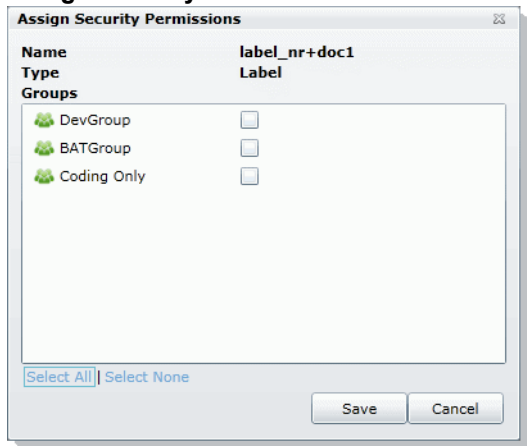 Assign Security Permissions
Name label_nr+doc1
Type Label
Groups
DevGroup
BATGroup
Coding Only
Select All | Select None
Save Cancel